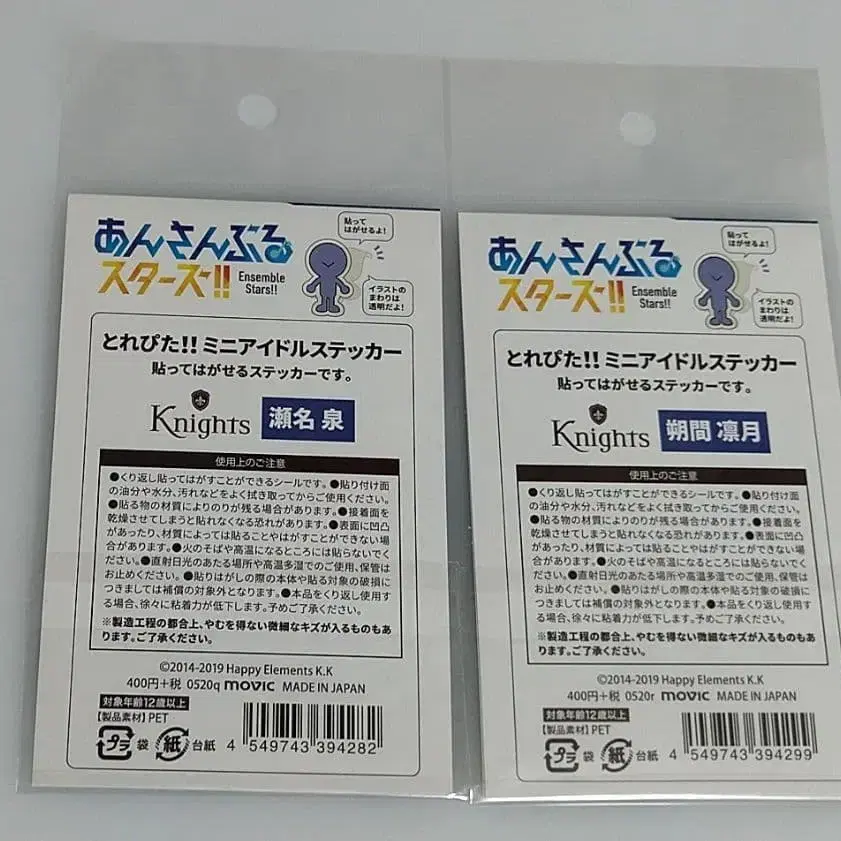 あんさんぶる
スターズ!!
Ensemble
Stars!!
貼って
はがせるよ!
イラストの
まわりは
透明だよ!
とれぴた!! ミニアイドルステッカー
貼ってはがせるステッカーです。
Knights 瀬名 泉
使用上のご注意
●くり返し貼ってはがすことができるシールです。●貼り付け面
の油分や水分、汚れなどをよく拭き取ってからご使用ください。
●貼る物の材質によりのりが残る場合があります。●接着面を
乾燥させてしまうと貼れなくなる恐れがあります。●表面に凹凸
があったり、材質によっては貼ることやはがすことができない場
合があります。●火のそばや高温になるところには貼らないでく
ださい。●直射日光のあたる場所や高温多湿でのご使用、保管は
お止めください。●貼りはがしの際の本体や貼る対象の破損に
つきましては補償の対象外となります。●本品をくり返し使用す
る場合、徐々に粘着力が低下します。予めご了承ください。
※製造工程の都合上、やむを得ない微細なキズが入るものもあ
ります。ご了承ください。
©2014-2019 Happy Elements K.K
400円+税 0520q movic MADE IN JAPAN
対象年齢12歳以上
【製品素材】PET
プラ 袋 紙 台紙 4 549743 394282
あんさんぶる
スターズ!!
Ensemble
Stars!!
貼って
はがせるよ!
イラストの
まわりは
透明だよ!
とれぴた!! ミニアイドルステッカー
貼ってはがせるステッカーです。
Knights 朔間 凛月
使用上のご注意
●くり返し貼ってはがすことができるシールです。●貼り付け面
の油分や水分、汚れなどをよく拭き取ってからご使用ください。
●貼る物の材質によりのりが残る場合があります。●接着面を
乾燥させてしまうと貼れなくなる恐れがあります。●表面に凹凸
があったり、材質によっては貼ることやはがすことができない場
合があります。●火のそばや高温になるところには貼らないでく
ださい。●直射日光のあたる場所や高温多湿でのご使用、保管は
お止めください。●貼りはがしの際の本体や貼る対象の破損に
つきましては補償の対象外となります。●本品をくり返し使用す
る場合、徐々に粘着力が低下します。予めご了承ください。
※製造工程の都合上、やむを得ない微細なキズが入るものもあ
ります。ご了承ください。
©2014-2019 Happy Elements K.K
400円+税 0520r movic MADE IN JAPAN
対象年齢12歳以上
【製品素材】PET
プラ 袋 紙 台紙 4 549743 394299